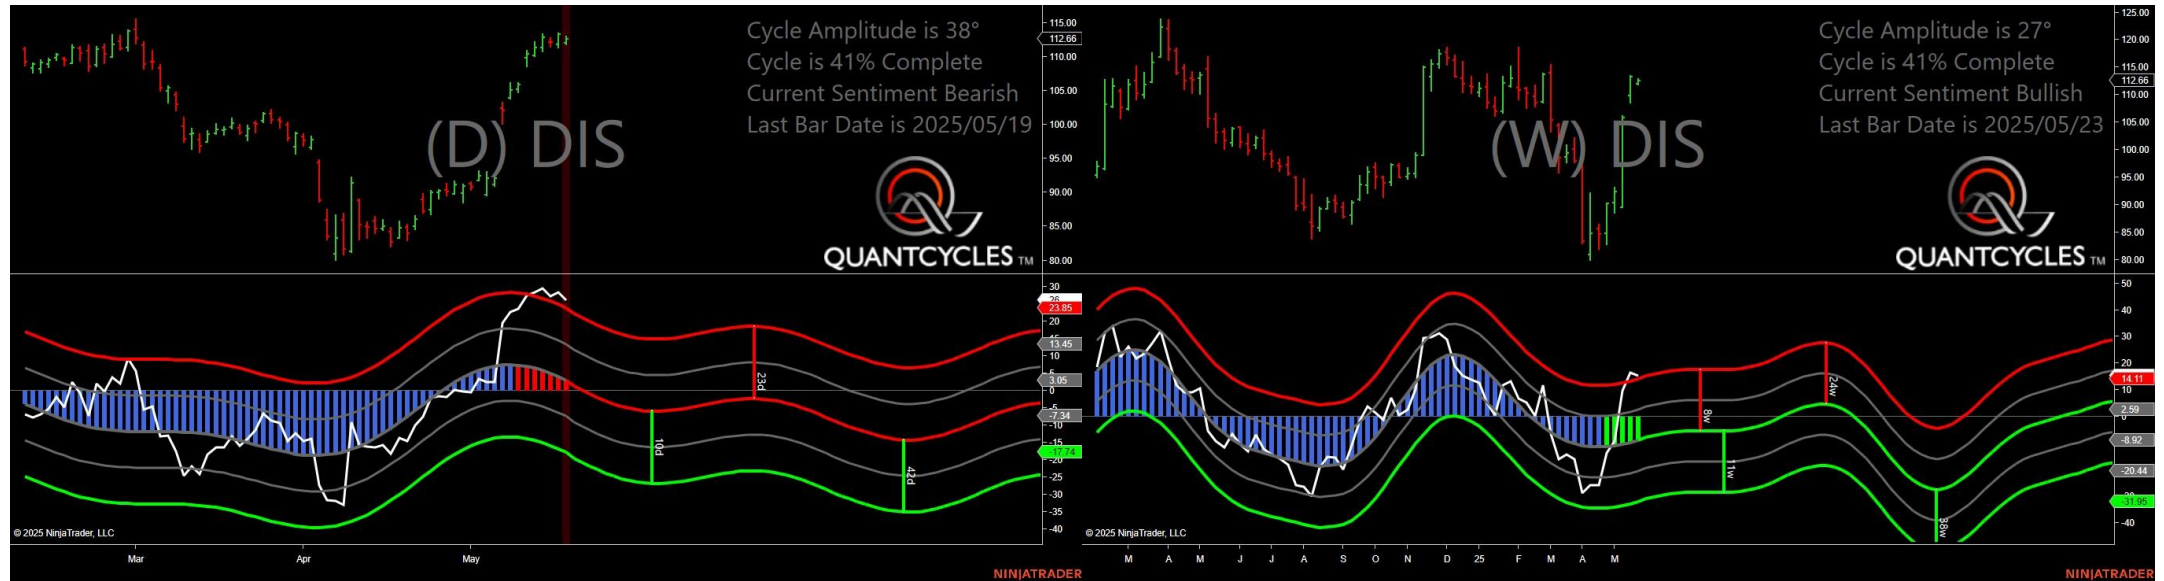 Cycle Amplitude is 38°
Cycle is 41% Complete
Current Sentiment Bearish
Last Bar Date is 2025/05/19
(D) DIS
QUANTCYCLES TM
115.00
112.66
110.00
105.00
100.00
95.00
90.00
85.00
80.00
30
26
23.85
20
13.45
10
5
3.05
0
-5
-7.34
-10
-15
-17.74
-20
-25
-30
-35
-40
23d
10d
42d
© 2025 NinjaTrader, LLC
Mar
Apr
May
NINJATRADER
Cycle Amplitude is 27°
Cycle is 41% Complete
Current Sentiment Bullish
Last Bar Date is 2025/05/23
(W) DIS
QUANTCYCLES TM
125.00
120.00
115.00
112.66
110.00
105.00
100.00
95.00
90.00
85.00
80.00
50
40
30
20
14.11
10
2.59
-8.92
-20.44
-31.95
-40
8w
11w
24w
38w
© 2025 NinjaTrader, LLC
M A M J J A S O N D 25 F M A M
NINJATRADER